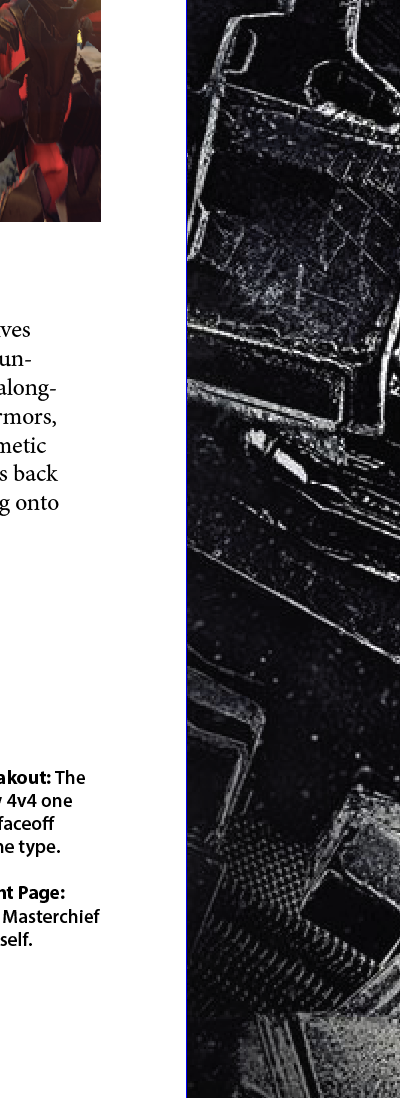 ves
un-
along-
rmors,
metic
s back
g onto
akout: The
4v4 one
faceoff
ne type.
nt Page:
Masterchief
self.